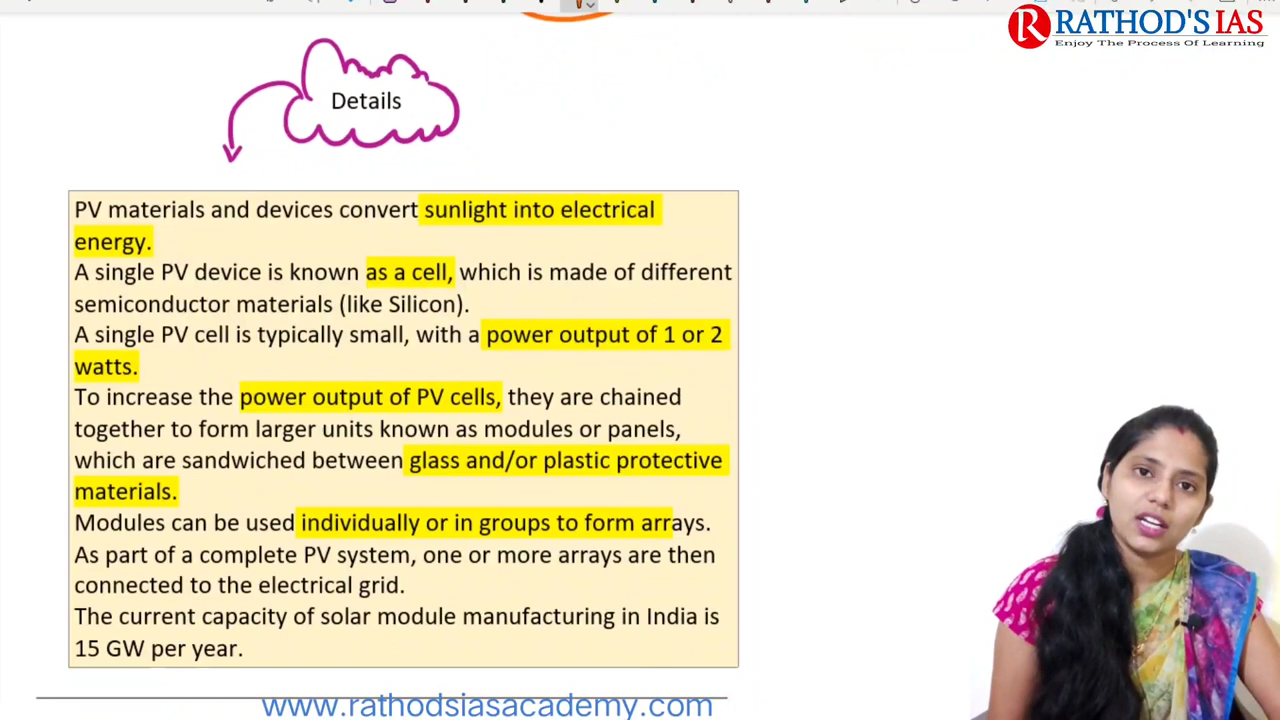 RATHOD'S IAS
Enjoy The Process Of Learning
Details
PV materials and devices convert sunlight into electrical
energy.
A single PV device is known as a cell, which is made of different
semiconductor materials (like Silicon).
A single PV cell is typically small, with a power output of 1 or 2
watts.
To increase the power output of PV cells, they are chained
together to form larger units known as modules or panels,
which are sandwiched between glass and/or plastic protective
materials.
Modules can be used individually or in groups to form arrays.
As part of a complete PV system, one or more arrays are then
connected to the electrical grid.
The current capacity of solar module manufacturing in India is
15 GW per year.
www.rathodsiasacademy.com